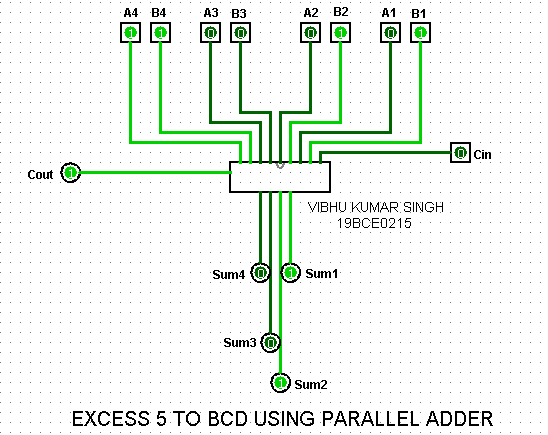 A4 B4 A3 B3 A2 B2 A1 B1
1 1 0 0 0 1 0 1
0 Cin
Cout 1
VIBHU KUMAR SINGH
19BCE0215
Sum4 0 1 Sum1
Sum3 0
1 Sum2
EXCESS 5 TO BCD USING PARALLEL ADDER